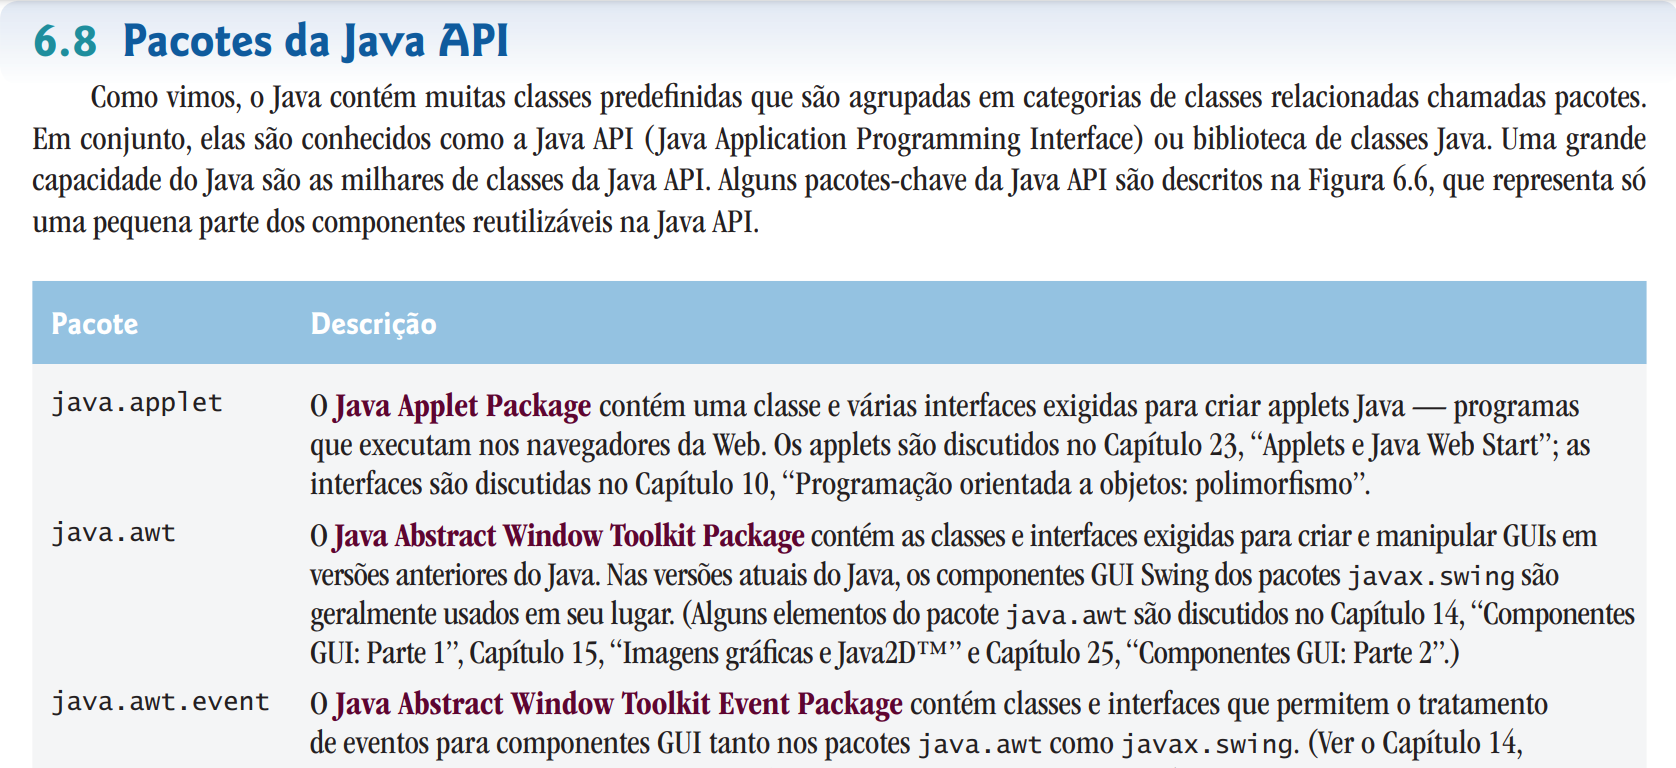 6.8 Pacotes da Java API
Como vimos, o Java contém muitas classes predefinidas que são agrupadas em categorias de classes relacionadas chamadas pacotes.
Em conjunto, elas são conhecidos como a Java API (Java Application Programming Interface) ou biblioteca de classes Java. Uma grande
capacidade do Java são as milhares de classes da Java API. Alguns pacotes-chave da Java API são descritos na Figura 6.6, que representa só
uma pequena parte dos componentes reutilizáveis na Java API.
Pacote Descrição
java.applet O Java Applet Package contém uma classe e várias interfaces exigidas para criar applets Java — programas
que executam nos navegadores da Web. Os applets são discutidos no Capítulo 23, “Applets e Java Web Start”; as
interfaces são discutidas no Capítulo 10, “Programação orientada a objetos: polimorfismo”.
java.awt O Java Abstract Window Toolkit Package contém as classes e interfaces exigidas para criar e manipular GUIs em
versões anteriores do Java. Nas versões atuais do Java, os componentes GUI Swing dos pacotes javax.swing são
geralmente usados em seu lugar. (Alguns elementos do pacote java.awt são discutidos no Capítulo 14, “Componentes
GUI: Parte 1”, Capítulo 15, “Imagens gráficas e Java2D™” e Capítulo 25, “Componentes GUI: Parte 2”.)
java.awt.event O Java Abstract Window Toolkit Event Package contém classes e interfaces que permitem o tratamento
de eventos para componentes GUI tanto nos pacotes java.awt como javax.swing. (Ver o Capítulo 14,